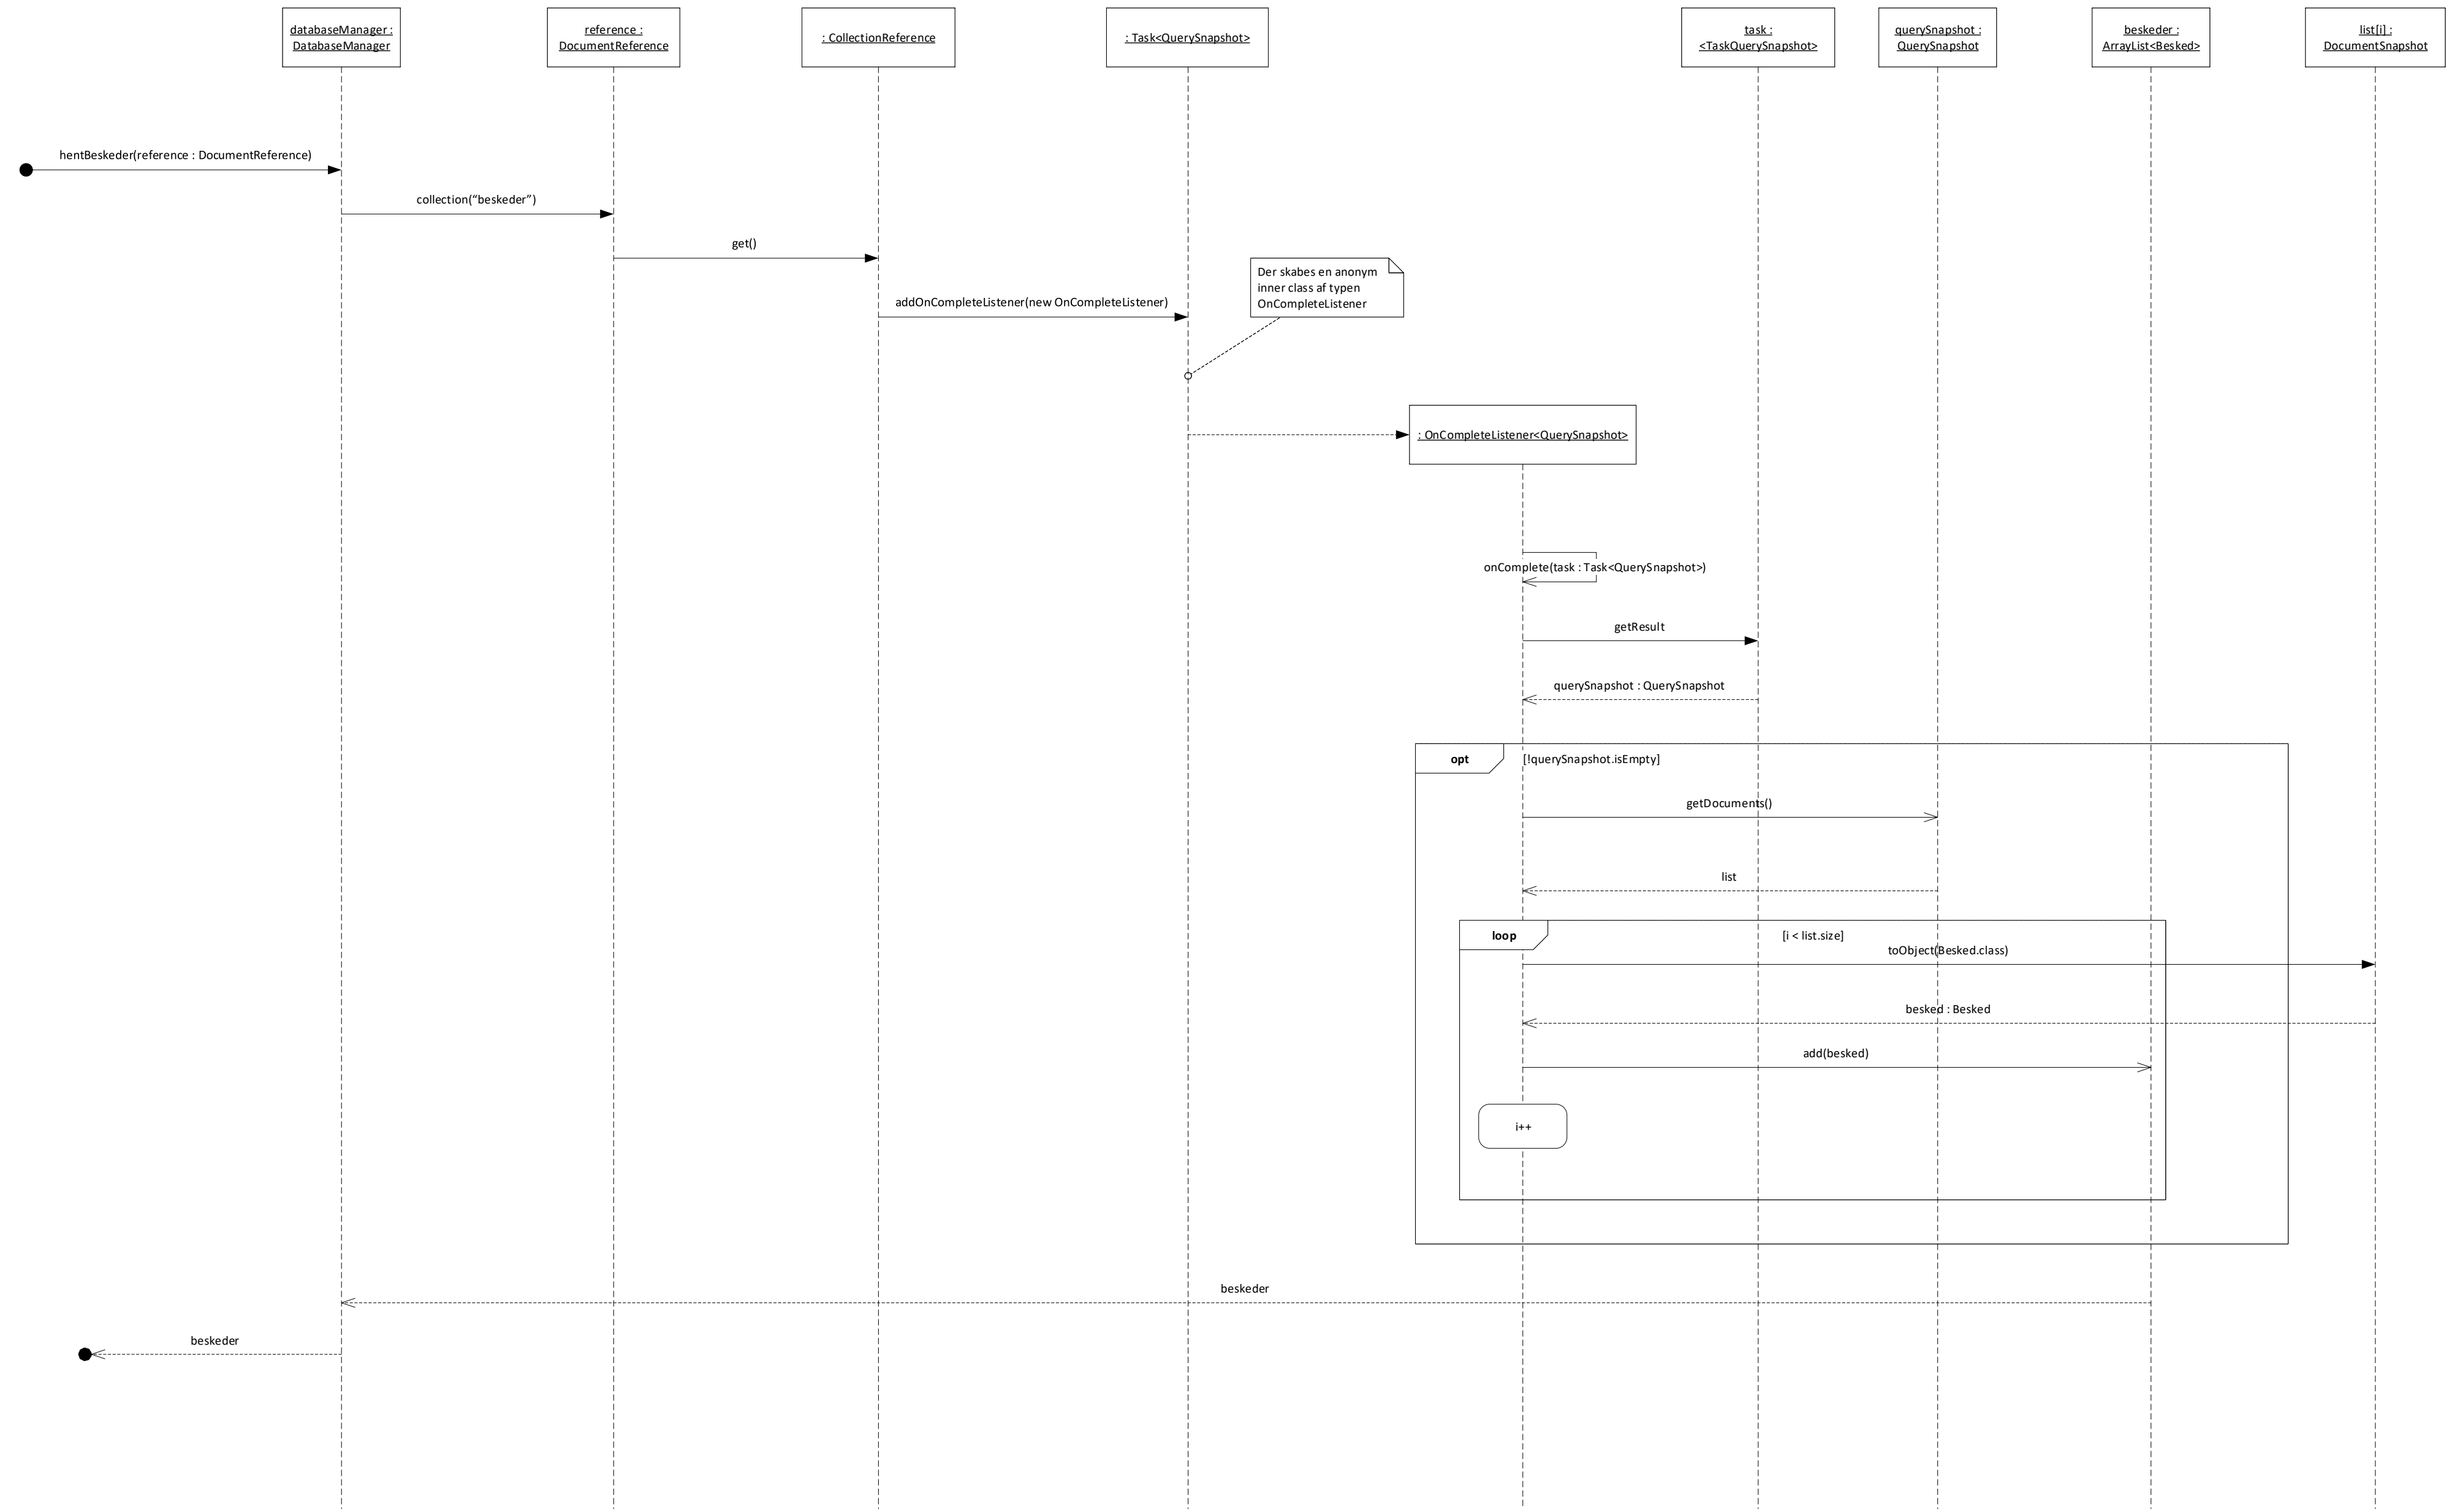 databaseManager :
DatabaseManager
reference :
DocumentReference
: CollectionReference
: Task<QuerySnapshot>
task :
<TaskQuerySnapshot>
querySnapshot :
QuerySnapshot
beskeder :
ArrayList<Besked>
list[i] :
DocumentSnapshot
hentBeskeder(reference : DocumentReference)
collection(“beskeder”)
get()
addOnCompleteListener(new OnCompleteListener)
Der skabes en anonym
inner class af typen
OnCompleteListener
: OnCompleteListener<QuerySnapshot>
onComplete(task : Task<QuerySnapshot>)
getResult
querySnapshot : QuerySnapshot
opt
[!querySnapshot.isEmpty]
getDocuments()
list
loop
[i < list.size]
toObject(Besked.class)
besked : Besked
add(besked)
i++
beskeder
beskeder